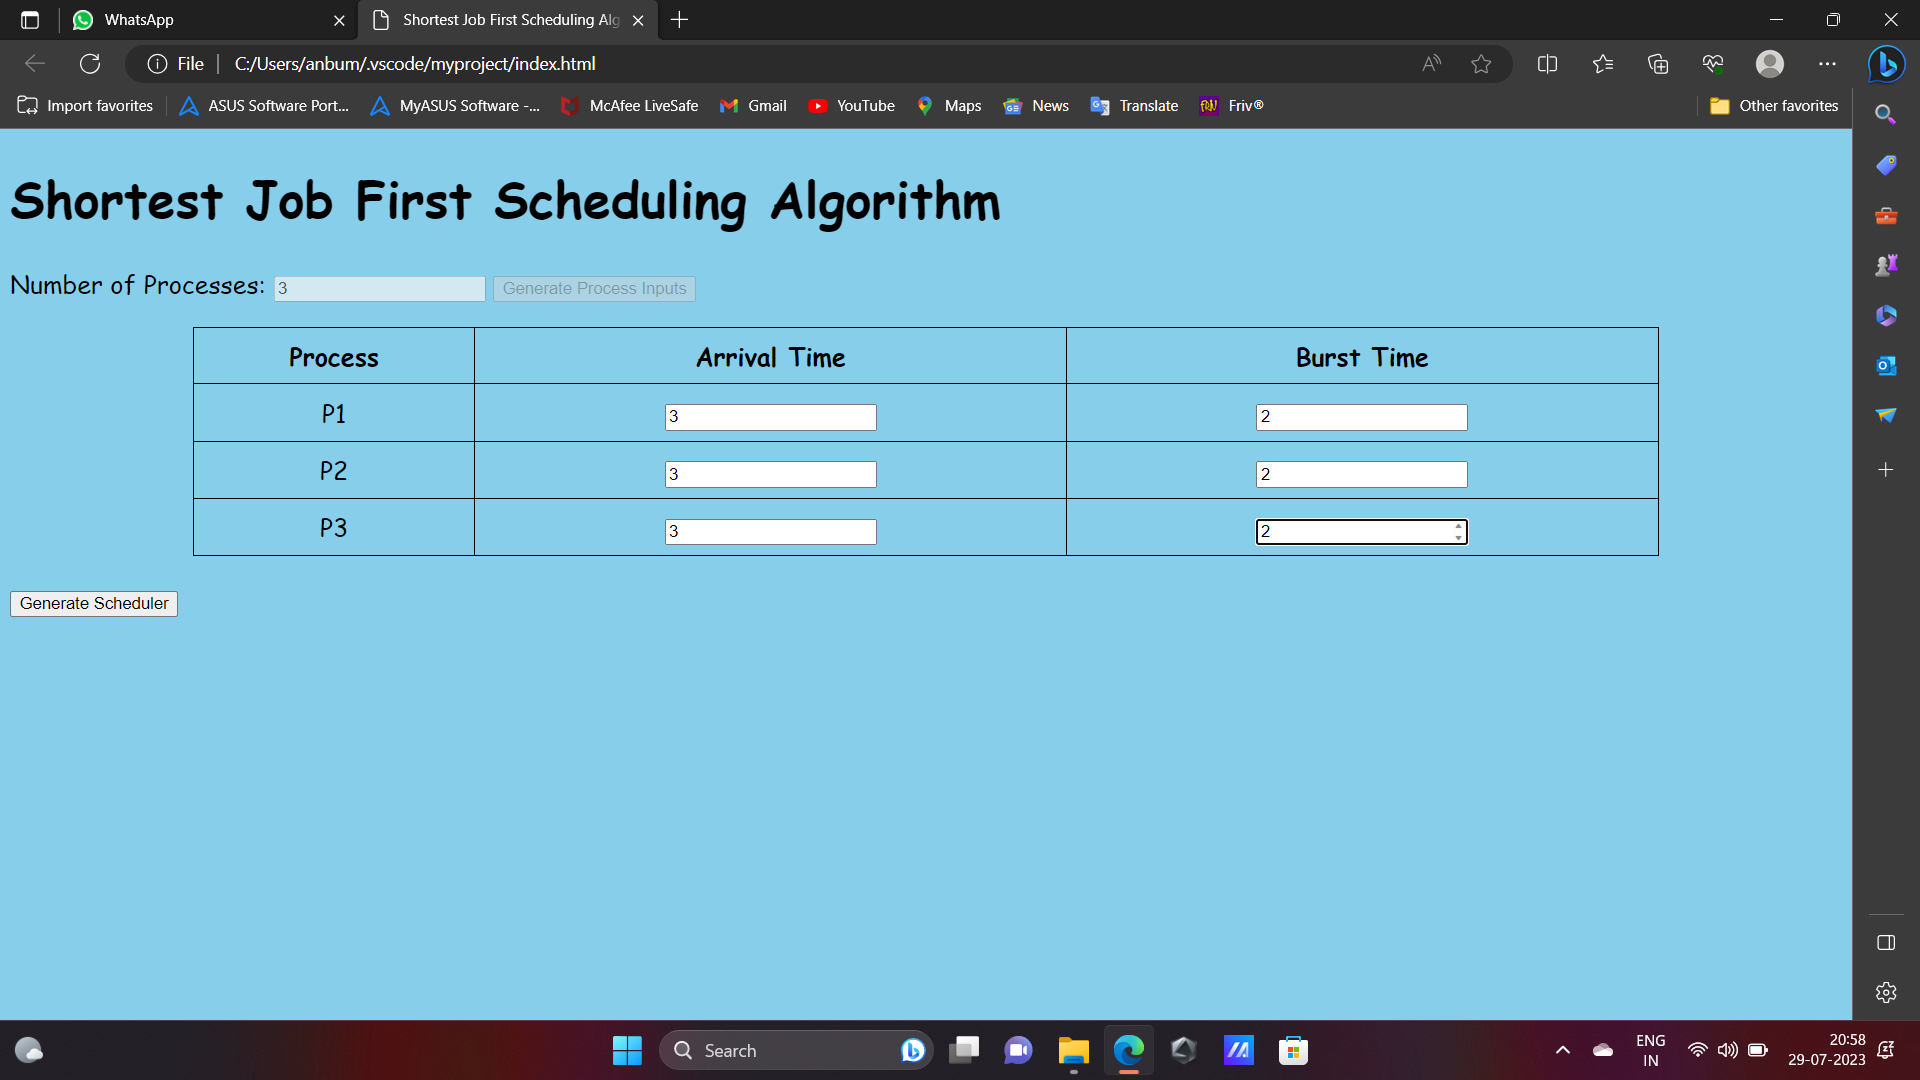 WhatsApp
Shortest Job First Scheduling Alg
File
C:/Users/anbum/.vscode/myproject/index.html
Import favorites
ASUS Software Port...
MyASUS Software -...
McAfee LiveSafe
Gmail
YouTube
Maps
News
Translate
Friv®
Other favorites
Shortest Job First Scheduling Algorithm
Number of Processes: 3 Generate Process Inputs
Process Arrival Time Burst Time
P1 3 2
P2 3 2
P3 3 2
Generate Scheduler
Search
ENG
IN
20:58
29-07-2023